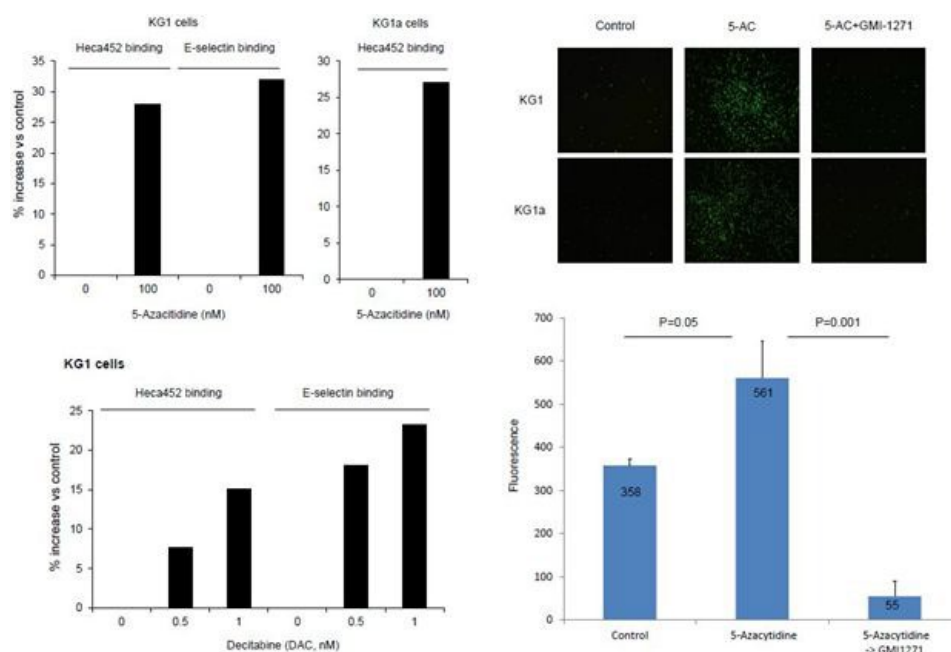 KG1 cells
Heca452 binding E-selectin binding
% increase vs control
35
30
25
20
15
10
5
0
0 100 0 100
5-Azacitidine (nM)
KG1a cells
Heca452 binding
30
25
20
15
10
5
0
0 100
5-Azacitidine (nM)
Control 5-AC 5-AC+GMI-1271
KG1
KG1a
KG1 cells
Heca452 binding E-selectin binding
% increase vs control
25
20
15
10
5
0
0 0.5 1 0 0.5 1
Decitabine (DAC, nM)
P=0.05 P=0.001
Fluorescence
700
600
500
400
300
200
100
0
358
561
55
Control 5-Azacytidine 5-Azacytidine
-> GMI1271